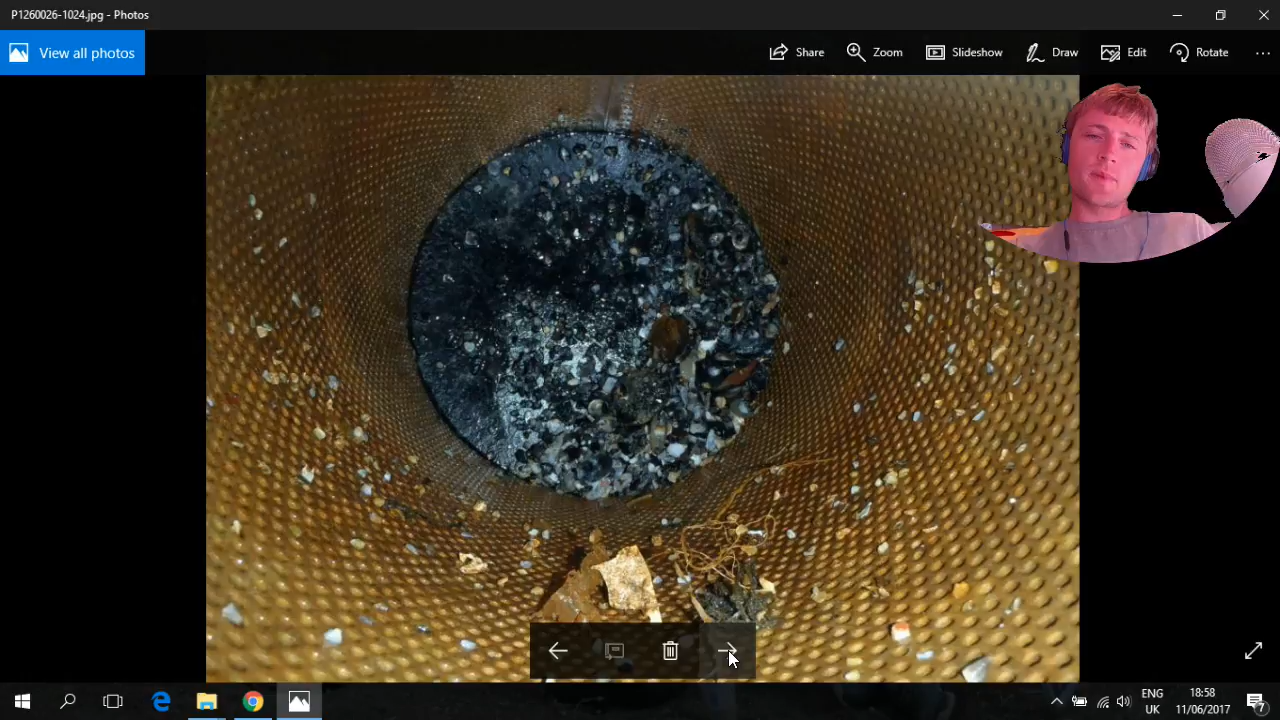 P1260026-1024.jpg - Photos
View all photos
Share
Zoom
Slideshow
Draw
Edit
Rotate
ENG
UK
18:58
11/06/2017
7